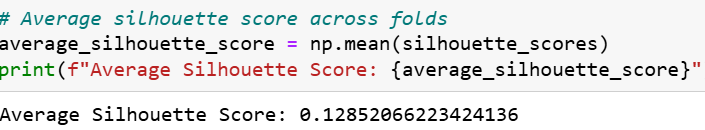 # Average silhouette score across folds
average_silhouette_score = np.mean(silhouette_scores)
print(f"Average Silhouette Score: {average_silhouette_score}"
Average Silhouette Score: 0.12852066223424136